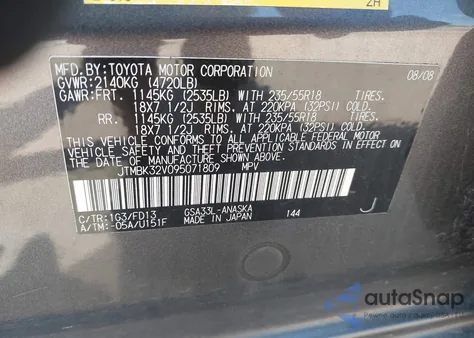 2H
MFD.BY:TOYOTA MOTOR CORPORATION 08/08
GVWR:2140KG (4720LB)
GAWR:FRT. 1145KG (2535LB) WITH 235/55R18 TIRES.
18X7 1/2J RIMS. AT 220KPA (32PSI) COLD.
RR. 1145KG (2535LB) WITH 235/55R18 TIRES.
18X7 1/2J RIMS. AT 220KPA (32PSI) COLD.
THIS VEHICLE CONFORMS TO ALL APPLICABLE FEDERAL MOTOR
VEHICLE SAFETY STANDARDS IN EFFECT ON THE
DATE OF MANUFACTURE SHOWN ABOVE.
JTMBK32V095071809 MPV
C/TR:1G3/FD13 GSA33L-ANASKA
A/TM:-05A/U151F MADE IN JAPAN 144 J
autoSnap